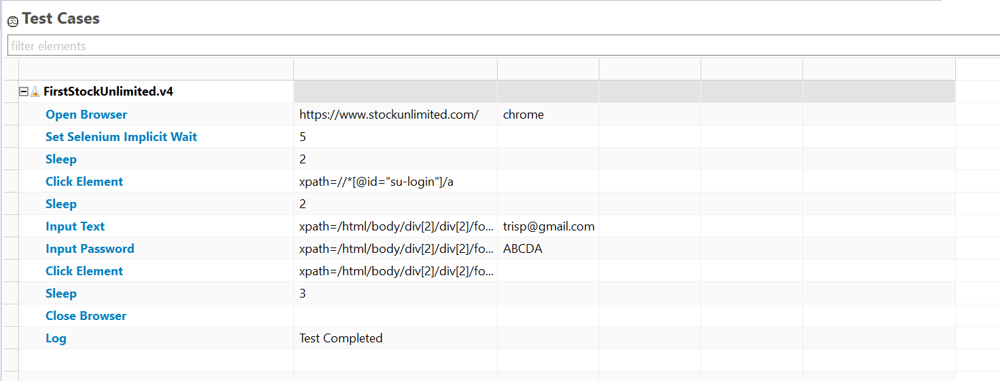 Test Cases
filter elements
FirstStockUnlimited.v4
Open Browser https://www.stockunlimited.com/ chrome
Set Selenium Implicit Wait 5
Sleep 2
Click Element xpath=//*[@id="su-login"]/a
Sleep 2
Input Text xpath=/html/body/div[2]/div[2]/fo... trisp@gmail.com
Input Password xpath=/html/body/div[2]/div[2]/fo... ABCDA
Click Element xpath=/html/body/div[2]/div[2]/fo...
Sleep 3
Close Browser
Log Test Completed